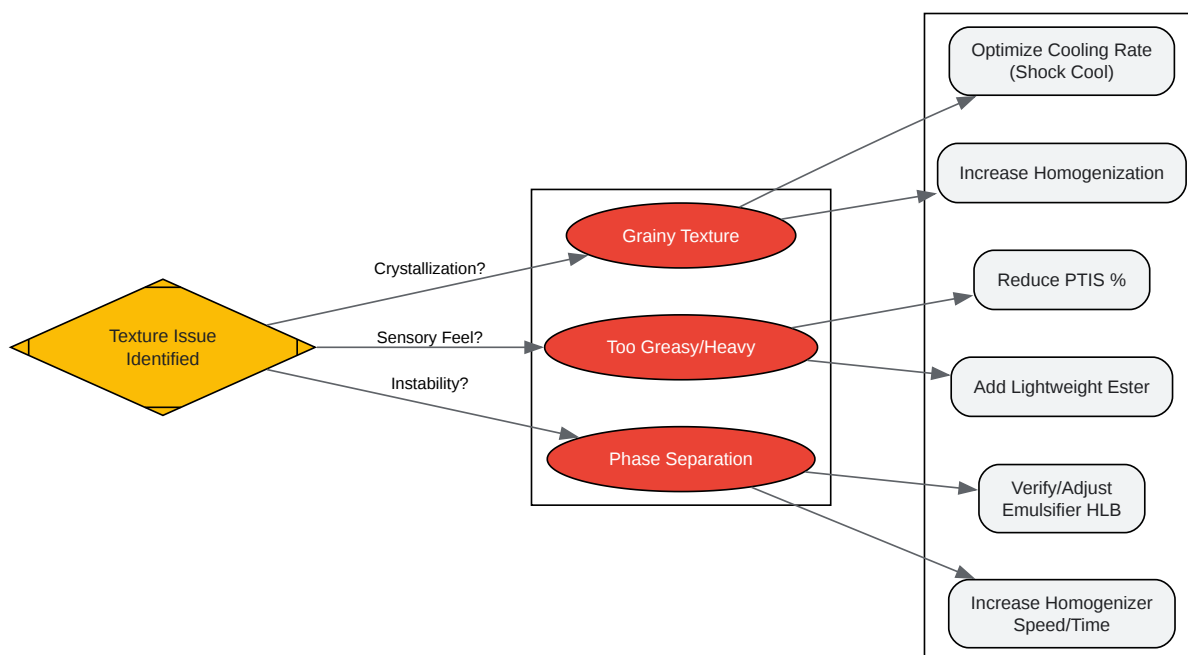 Texture Issue
Identified
Crystallization?
Sensory Feel?
Instability?
Grainy Texture
Too Greasy/Heavy
Phase Separation
Optimize Cooling Rate
(Shock Cool)
Increase Homogenization
Reduce PTIS %
Add Lightweight Ester
Verify/Adjust
Emulsifier HLB
Increase Homogenizer
Speed/Time